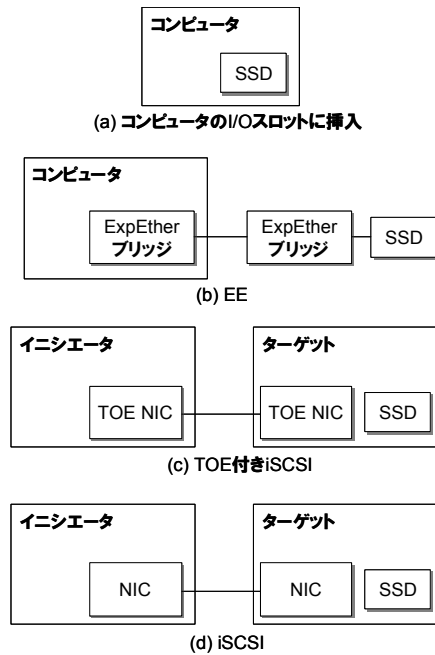 コンピュータ
SSD
(a) コンピュータのI/Oスロットに挿入
コンピュータ
ExpEther
ブリッジ
ExpEther
ブリッジ
SSD
(b) EE
イニシエータ
ターゲット
TOE NIC
TOE NIC
SSD
(c) TOE付きiSCSI
イニシエータ
ターゲット
NIC
NIC
SSD
(d) iSCSI